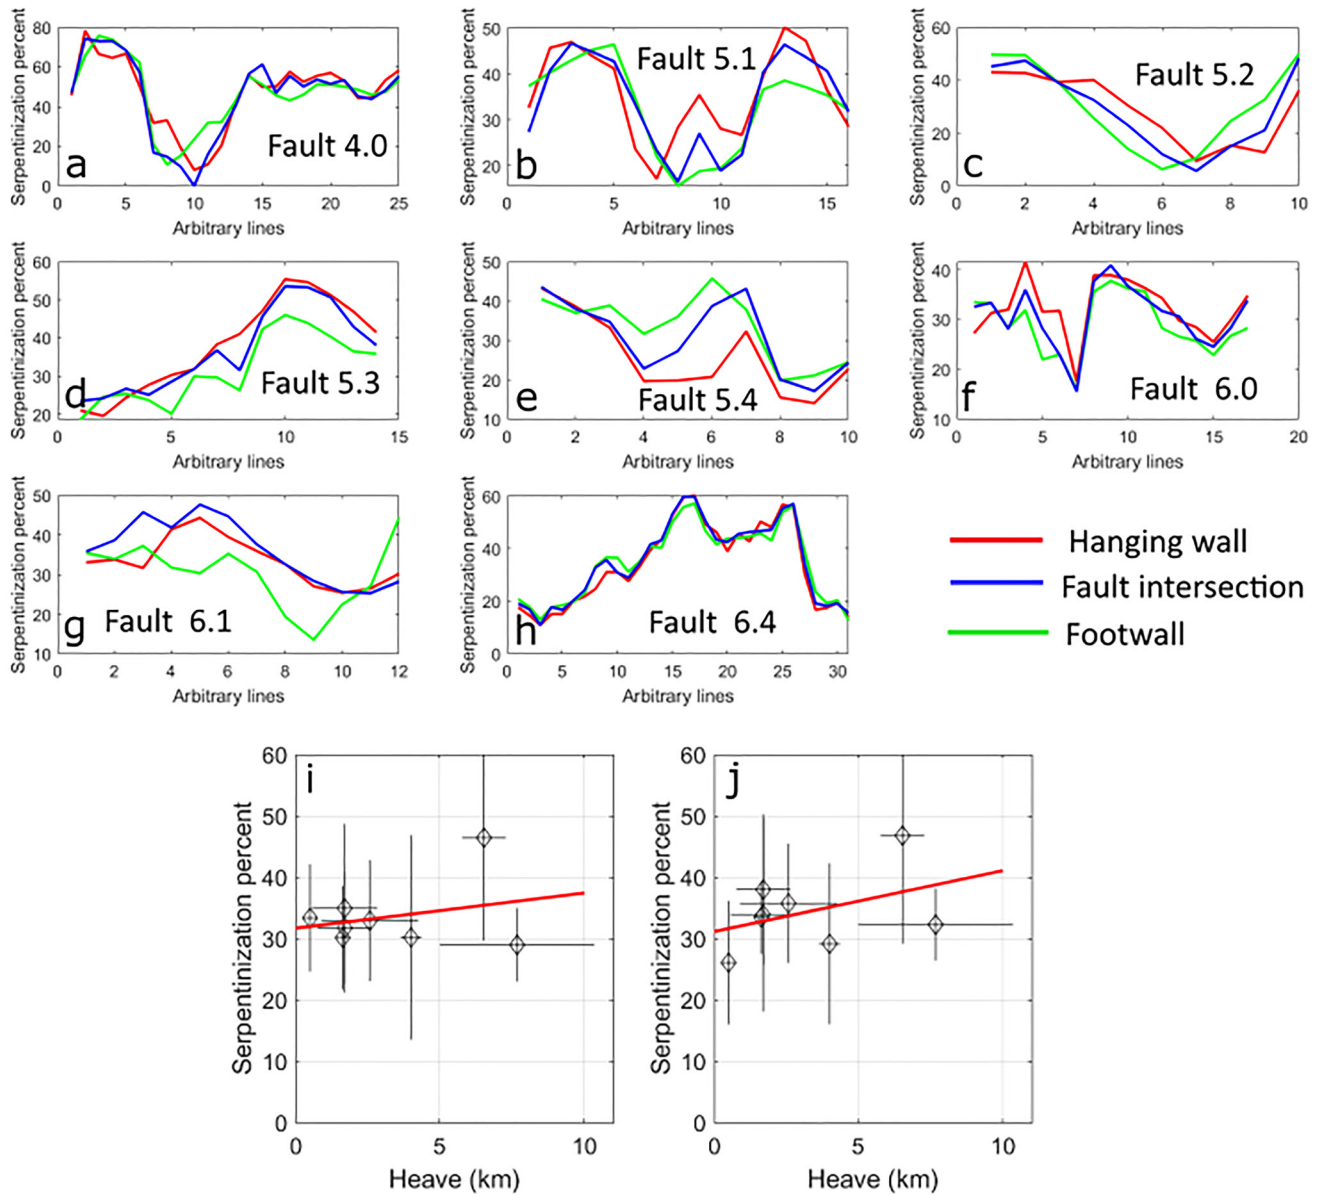 Serpentinization percent
80
60
40
20
0
a
Fault 4.0
0 5 10 15 20 25
Arbitrary lines
Serpentinization percent
50
40
30
20
b
Fault 5.1
0 5 10 15
Arbitrary lines
Serpentinization percent
60
40
20
0
c
Fault 5.2
0 2 4 6 8 10
Arbitrary lines
Serpentinization percent
60
50
40
30
20
d
Fault 5.3
0 5 10 15
Arbitrary lines
Serpentinization percent
50
40
30
20
10
e
Fault 5.4
0 2 4 6 8 10
Arbitrary lines
Serpentinization percent
40
30
20
10
f
Fault 6.0
0 5 10 15 20
Arbitrary lines
Serpentinization percent
50
40
30
20
10
g
Fault 6.1
0 2 4 6 8 10 12
Arbitrary lines
Serpentinization percent
60
40
20
0
h
Fault 6.4
0 5 10 15 20 25 30
Arbitrary lines
Hanging wall
Fault intersection
Footwall
Serpentinization percent
60
50
40
30
20
10
0
i
0 5 10
Heave (km)
Serpentinization percent
60
50
40
30
20
10
0
j
0 5 10
Heave (km)